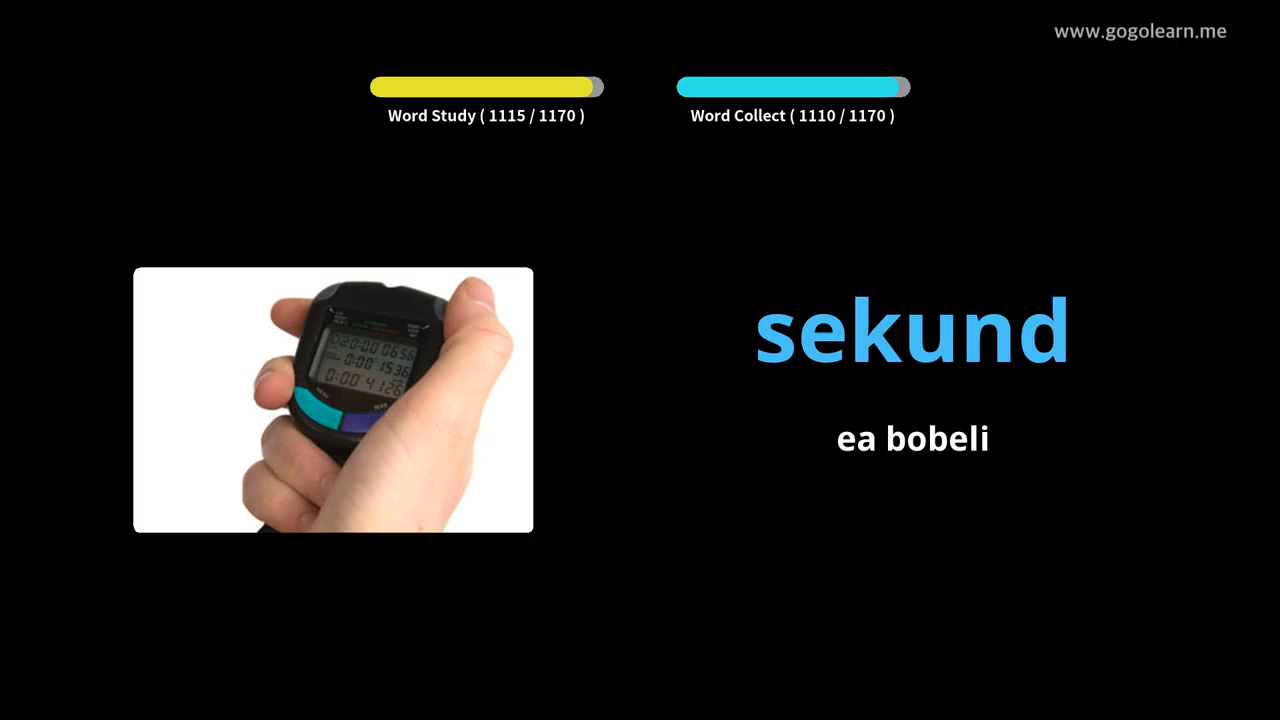 www.gogolearn.me
Word Study ( 1115 / 1170 )
Word Collect ( 1110 / 1170 )
sekund
ea bobeli